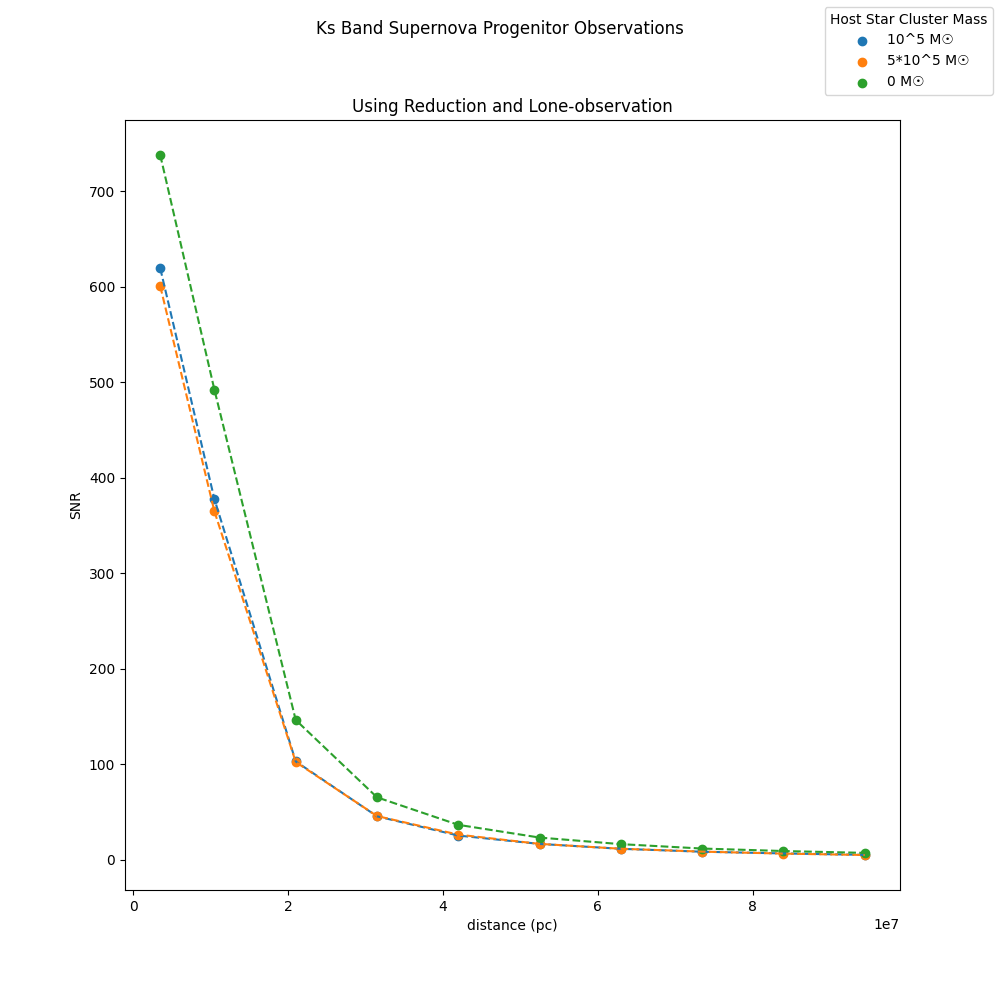 Ks Band Supernova Progenitor Observations
Host Star Cluster Mass
10^5 M☉
5*10^5 M☉
0 M☉
Using Reduction and Lone-observation
700
600
500
400
300
200
100
0
SNR
0 2 4 6 8
1e7
distance (pc)